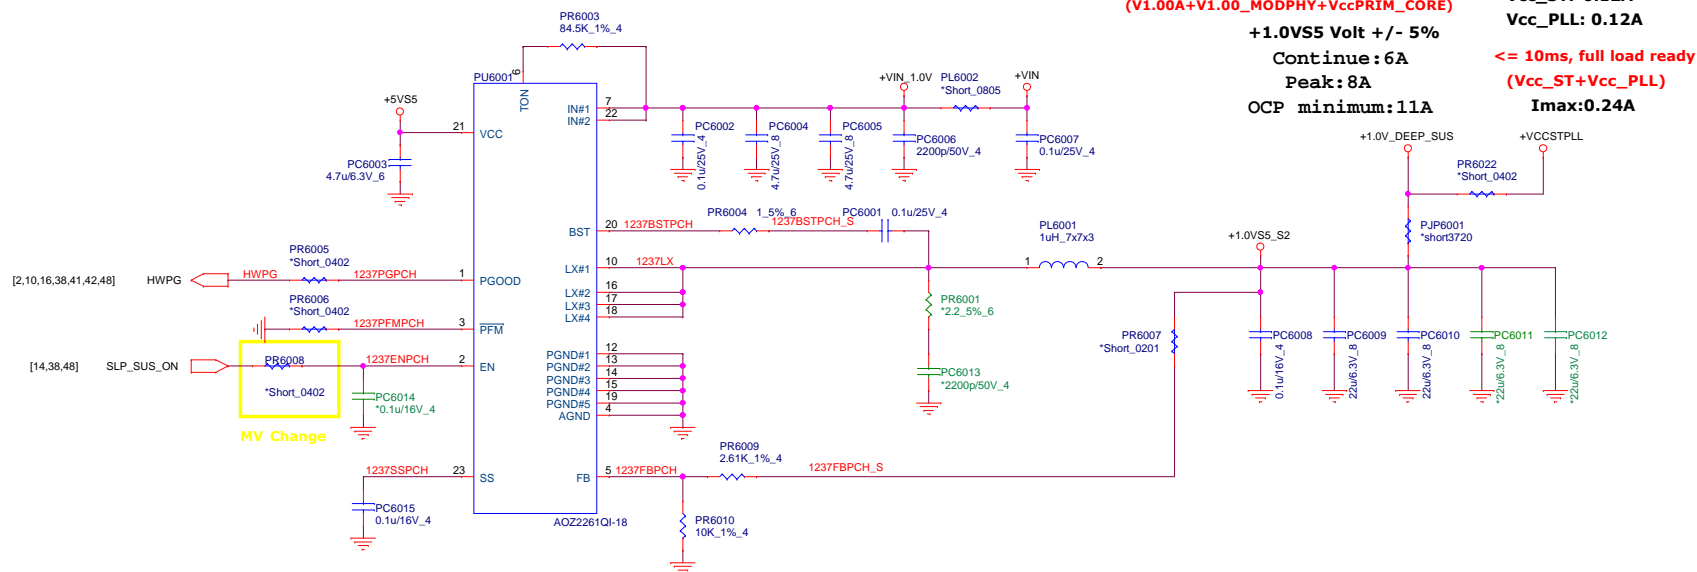 (V1.00A+V1.00_MODPHY+VccPRIM_CORE)
Vcc_PLL: 0.12A
+1.0VS5 Volt +/- 5%
Continue:6A
Peak:8A
OCP minimum:11A
<= 10ms, full load ready
(Vcc_ST+Vcc_PLL)
Imax:0.24A
PR6003
84.5K_1%_4
PU6001
6
TON
+5VS5
21
VCC
PC6003
4.7u/6.3V_6
7
IN#1
22
IN#2
+VIN_1.0V
PL6002
*Short_0805
+VIN
PC6002
0.1u/25V_4
PC6004
4.7u/25V_8
PC6005
4.7u/25V_8
PC6006
2200p/50V_4
PC6007
0.1u/25V_4
+1.0V_DEEP_SUS
+VCCSTPLL
PR6022
*Short_0402
PJP6001
*short3720
BST
20
1237BSTPCH
PR6004
1_5%_6
1237BSTPCH_S
PC6001
0.1u/25V_4
PL6001
1uH_7x7x3
1
2
+1.0VS5_S2
LX#1
10
1237LX
LX#2
16
LX#3
17
LX#4
18
PR6001
*2.2_5%_6
PC6013
*2200p/50V_4
[2,10,16,38,41,42,48]
HWPG
HWPG
PR6005
*Short_0402
1237PGPCH
1
PGOOD
PR6006
*Short_0402
1237PFMPCH
3
PFM
[14,38,48]
SLP_SUS_ON
PR6008
*Short_0402
MV Change
1237ENPCH
2
EN
PC6014
*0.1u/16V_4
PGND#1
12
PGND#2
13
PGND#3
14
PGND#4
15
PGND#5
19
AGND
4
PR6007
*Short_0201
PC6008
0.1u/16V_4
PC6009
22u/6.3V_8
PC6010
22u/6.3V_8
PC6011
*22u/6.3V_8
PC6012
*22u/6.3V_8
1237SSPCH
23
SS
PC6015
0.1u/16V_4
FB
5
1237FBPCH
PR6009
2.61K_1%_4
1237FBPCH_S
PR6010
10K_1%_4
AOZ2261QI-18